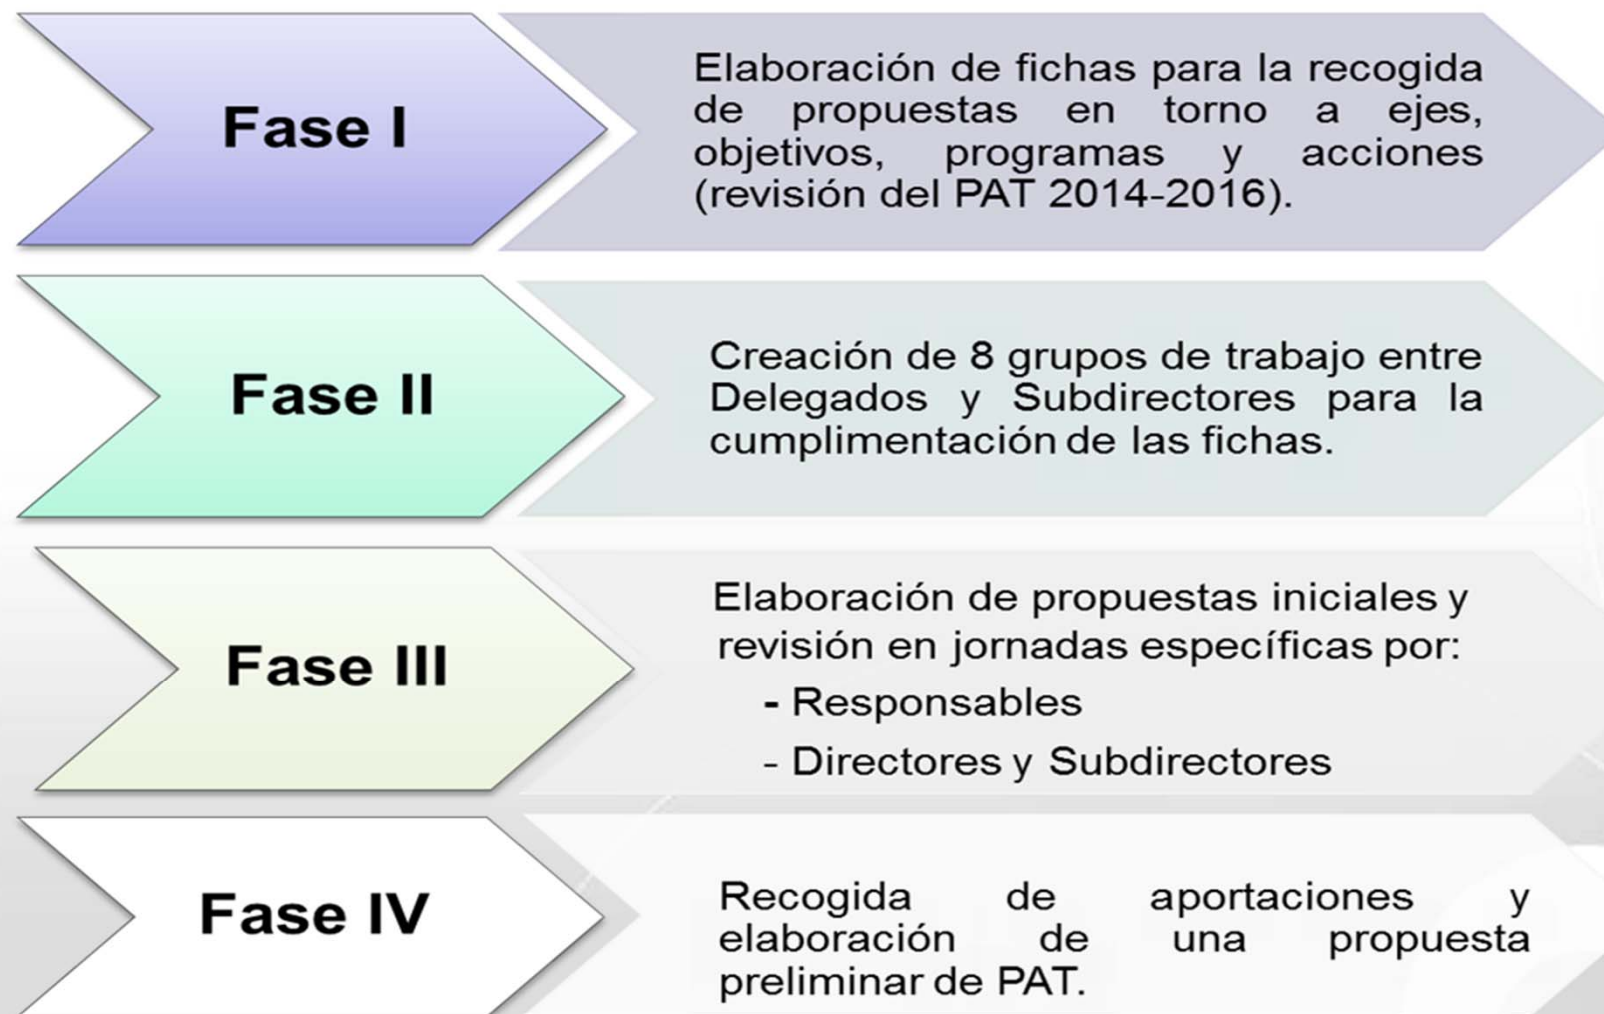 Fase I
Elaboración de fichas para la recogida
de propuestas en torno a ejes,
objetivos, programas y acciones
(revisión del PAT 2014-2016).
Fase II
Creación de 8 grupos de trabajo entre
Delegados y Subdirectores para la
cumplimentación de las fichas.
Fase III
Elaboración de propuestas iniciales y
revisión en jornadas específicas por:
- Responsables
- Directores y Subdirectores
Fase IV
Recogida de aportaciones y
elaboración de una propuesta
preliminar de PAT.